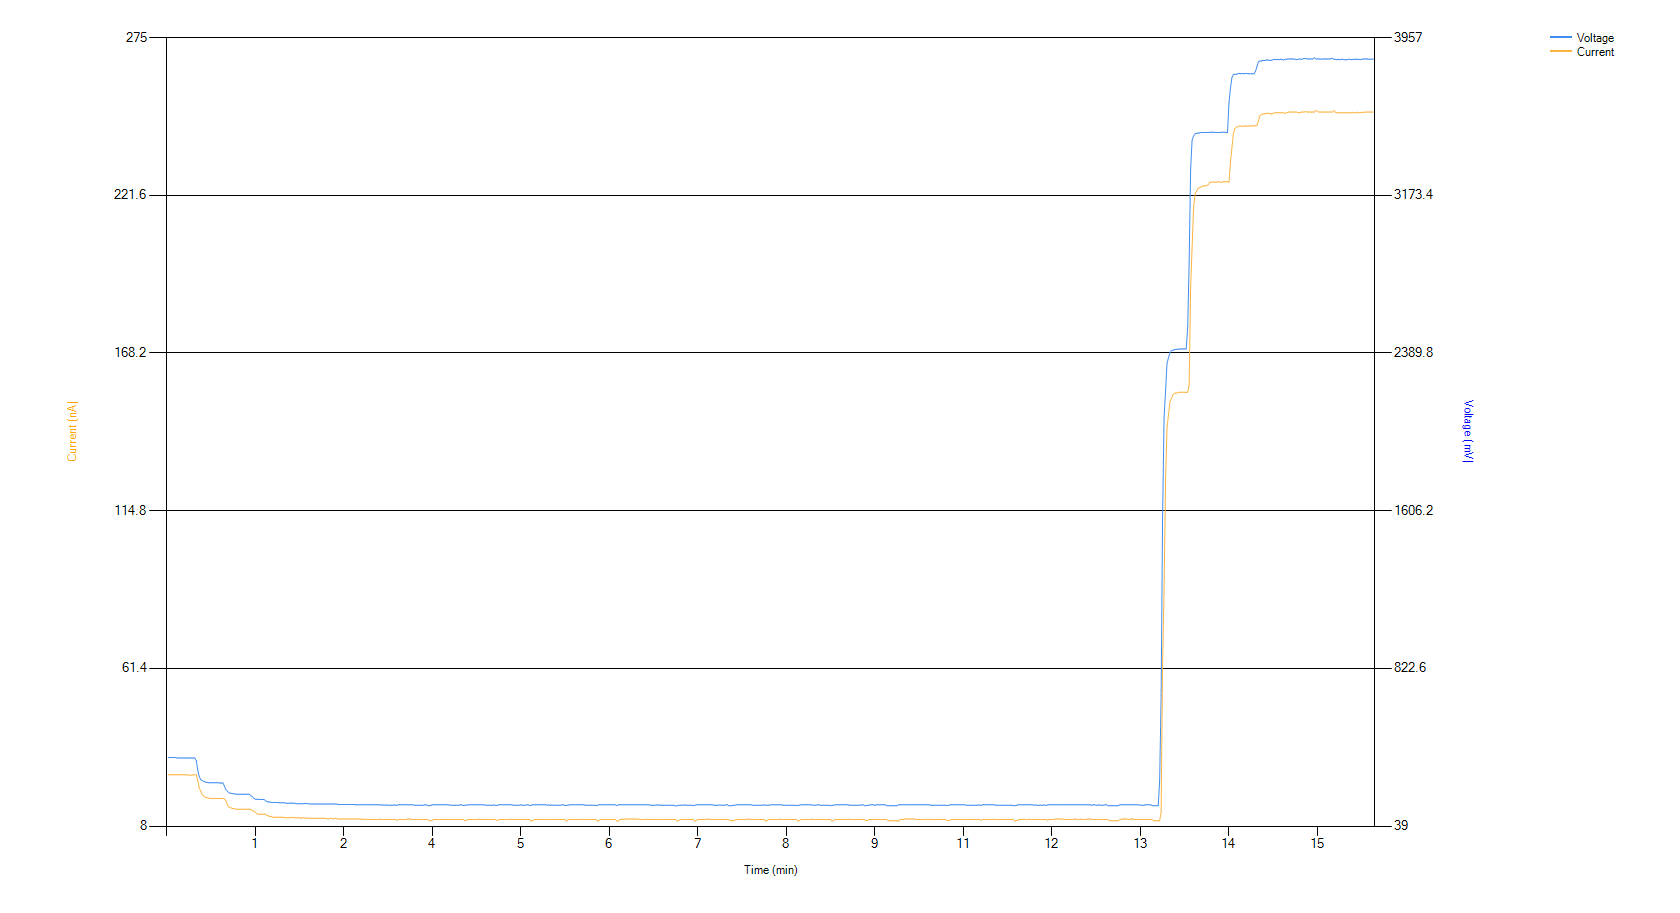 275
3957
Voltage
Current
221.6
3173.4
168.2
2389.8
Current (nA]
Voltage ( mV]
114.8
1606.2
61.4
822.6
8
39
1 2 4 5 6 7 8 9 11 12 13 14 15
Time (min)